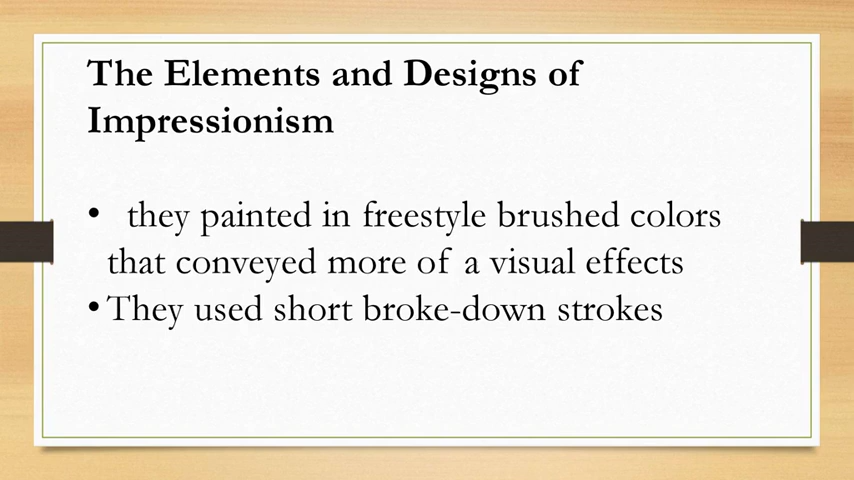 The Elements and Designs of
Impressionism
• they painted in freestyle brushed colors
that conveyed more of a visual effects
• They used short broke-down strokes